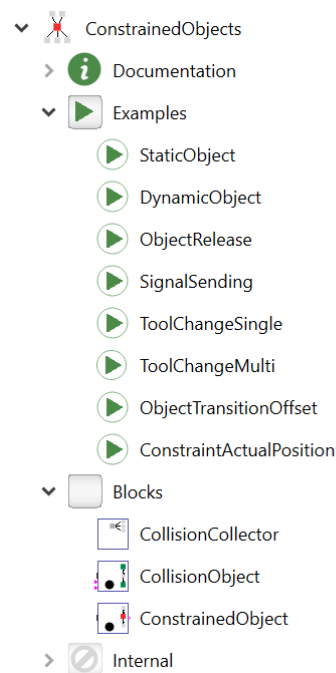 ConstrainedObjects
Documentation
Examples
StaticObject
DynamicObject
ObjectRelease
SignalSending
ToolChangeSingle
ToolChangeMulti
ObjectTransitionOffset
ConstraintActualPosition
Blocks
CollisionCollector
CollisionObject
ConstrainedObject
Internal